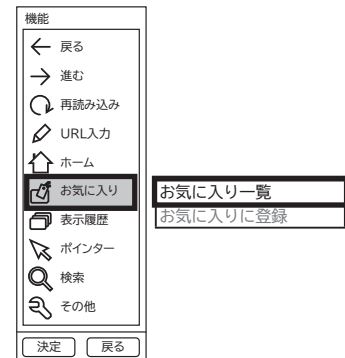 機能
戻る
進む
再読み込み
URL入力
ホーム
お気に入り
お気に入り一覧
お気に入りに登録
表示履歴
ポインター
検索
その他
決定
戻る